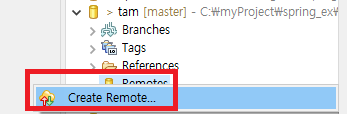 > tam [master] - C:₩myProject₩spring_ex₩
> Branches
> Tags
> References
Remotes
Create Remote...